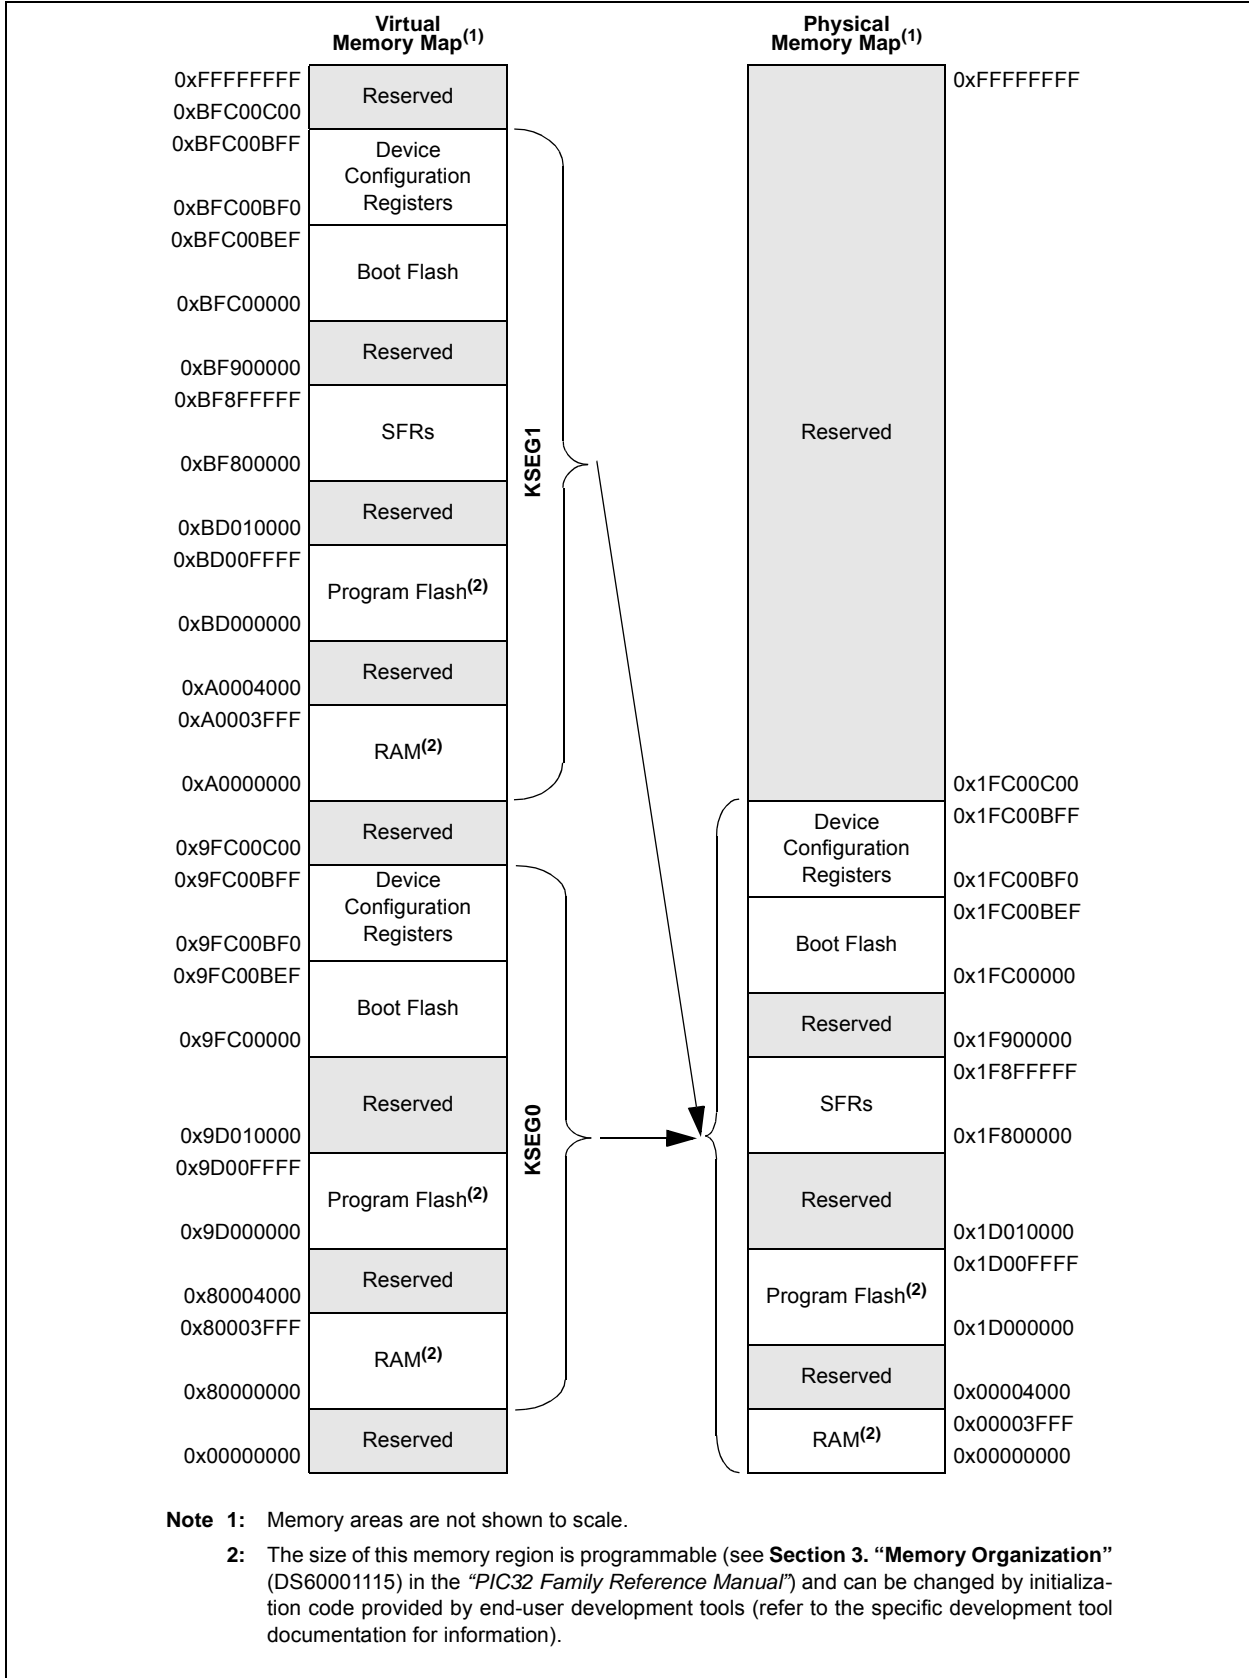 Virtual
Memory Map(1)
Physical
Memory Map(1)
0xFFFFFFFF
Reserved
0xBFC00C00
0xBFC00BFF
Device
Configuration
Registers
0xBFC00BF0
0xBFC00BEF
Boot Flash
0xBFC00000
Reserved
0xBF900000
0xBF8FFFFF
SFRs
0xBF800000
Reserved
0xBD010000
0xBD00FFFF
Program Flash(2)
0xBD000000
Reserved
0xA0004000
0xA0003FFF
RAM(2)
0xA0000000
Reserved
0x9FC00C00
0x9FC00BFF
Device
Configuration
Registers
0x9FC00BF0
0x9FC00BEF
Boot Flash
0x9FC00000
Reserved
0x9D010000
0x9D00FFFF
Program Flash(2)
0x9D000000
Reserved
0x80004000
0x80003FFF
RAM(2)
0x80000000
Reserved
0x00000000
KSEG1
KSEG0
0xFFFFFFFF
Reserved
0x1FC00C00
0x1FC00BFF
Device
Configuration
Registers
0x1FC00BF0
0x1FC00BEF
Boot Flash
0x1FC00000
Reserved
0x1F900000
0x1F8FFFFF
SFRs
0x1F800000
Reserved
0x1D010000
0x1D00FFFF
Program Flash(2)
0x1D000000
Reserved
0x00004000
0x00003FFF
RAM(2)
0x00000000
Note 1: Memory areas are not shown to scale.
2: The size of this memory region is programmable (see Section 3. “Memory Organization”
(DS60001115) in the “PIC32 Family Reference Manual”) and can be changed by initializa-
tion code provided by end-user development tools (refer to the specific development tool
documentation for information).